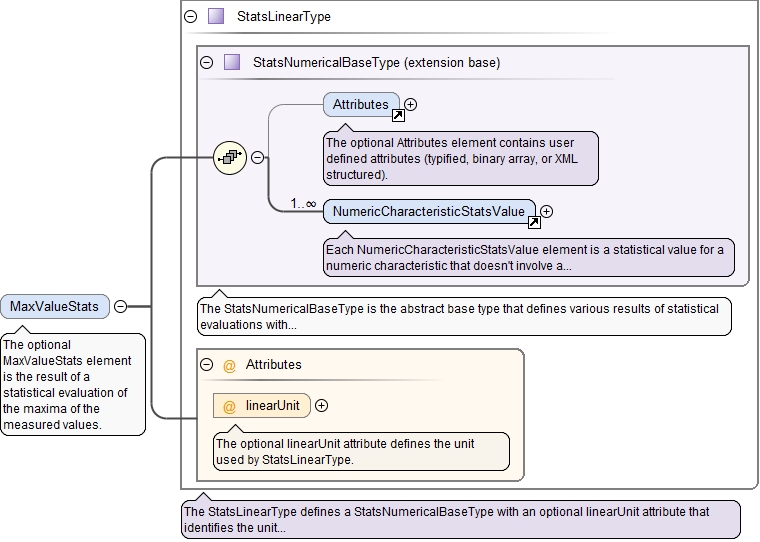 StatsLinearType
StatsNumericalBaseType (extension base)
Attributes
The optional Attributes element contains user
defined attributes (typified, binary array, or XML
structured).
1..∞
NumericCharacteristicStatsValue
Each NumericCharacteristicStatsValue element is a statistical value for a
numeric characteristic that doesn't involve a...
The StatsNumericalBaseType is the abstract base type that defines various results of statistical
evaluations with...
MaxValueStats
The optional
MaxValueStats element
is the result of a
statistical evaluation of
the maxima of the
measured values.
@ Attributes
@ linearUnit
The optional linearUnit attribute defines the unit
used by StatsLinearType.
The StatsLinearType defines a StatsNumericalBaseType with an optional linearUnit attribute that
identifies the unit...